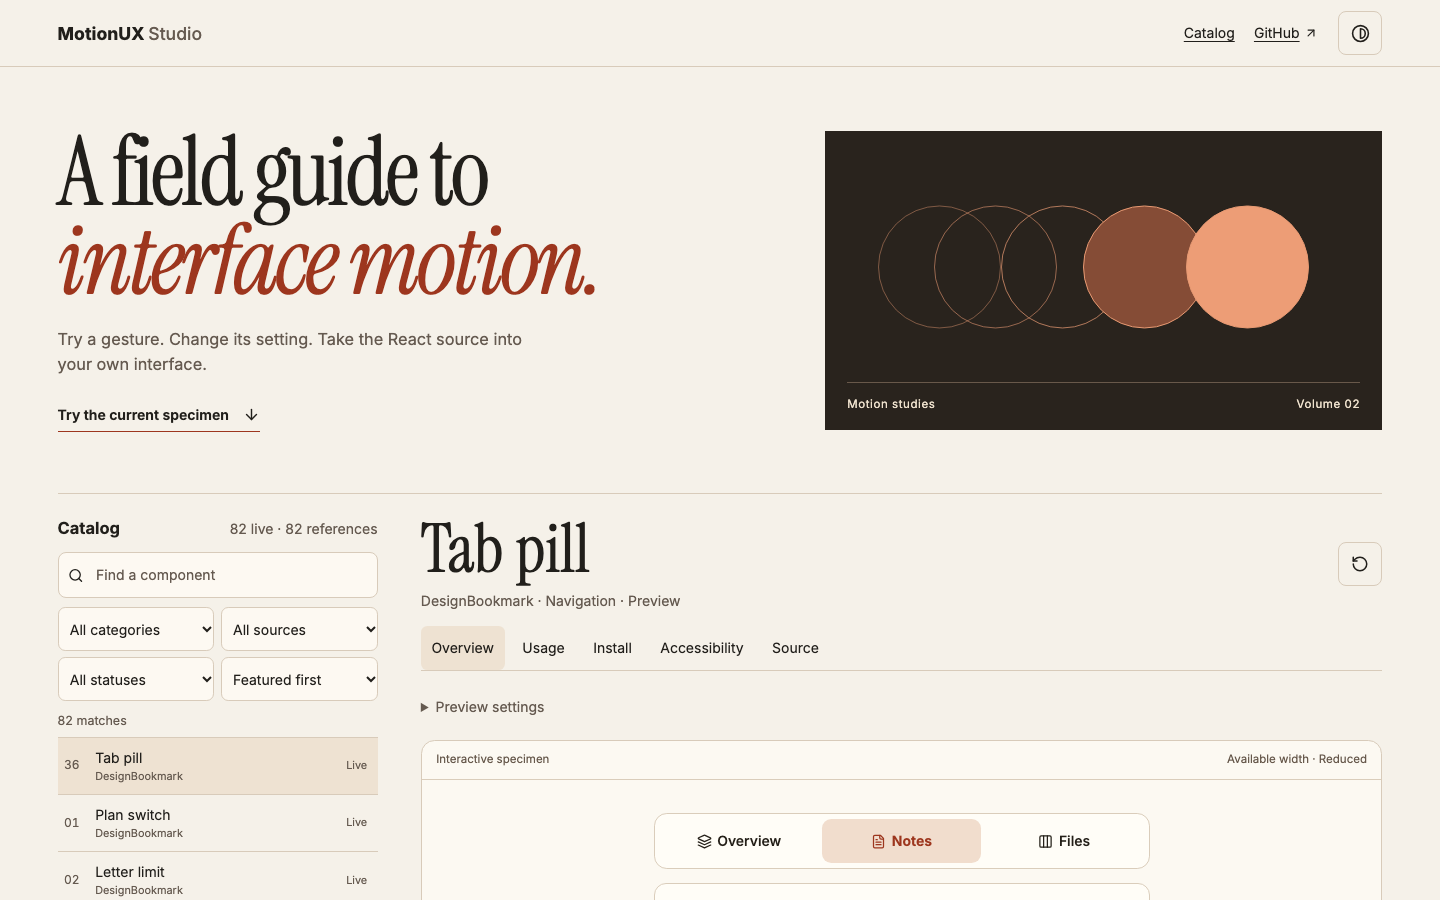 MotionUX Studio
Catalog
GitHub
A field guide to
interface motion.
Try a gesture. Change its setting. Take the React source into
your own interface.
Try the current specimen
Motion studies
Volume 02
Catalog
82 live · 82 references
Find a component
All categories
All sources
All statuses
Featured first
82 matches
36
Tab pill
DesignBookmark
Live
01
Plan switch
DesignBookmark
Live
02
Letter limit
DesignBookmark
Live
Tab pill
DesignBookmark · Navigation · Preview
Overview
Usage
Install
Accessibility
Source
Preview settings
Interactive specimen
Available width · Reduced
Overview
Notes
Files